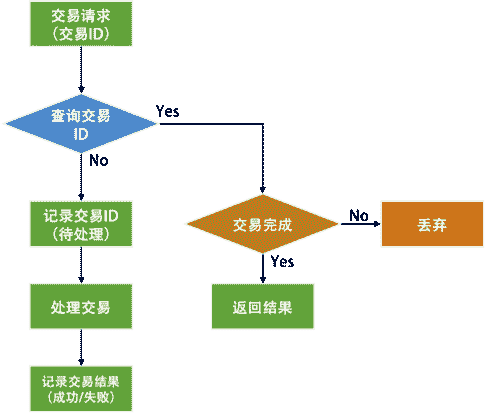 交易请求
（交易ID）
查询交易
ID
Yes
No
记录交易ID
（待处理）
交易完成
No
丢弃
Yes
处理交易
返回结果
记录交易结果
（成功/失败）